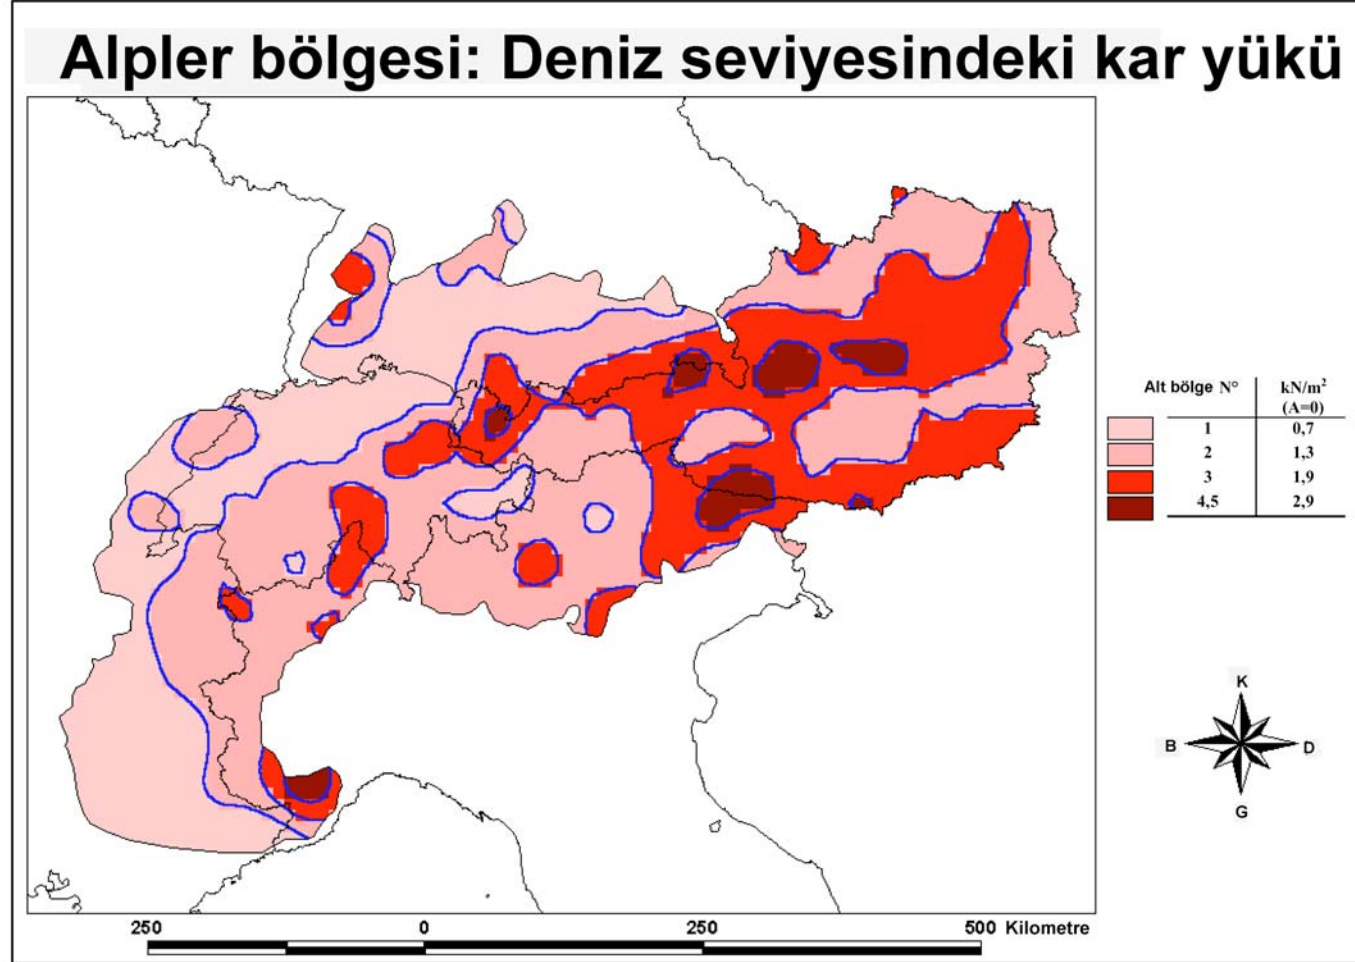 Alpler bölgesi: Deniz seviyesindeki kar yükü
Alt bölge N° kN/m²
(A=0)
1 0,7
2 1,3
3 1,9
4,5 2,9
K
B D
G
250 0 250 500 Kilometre